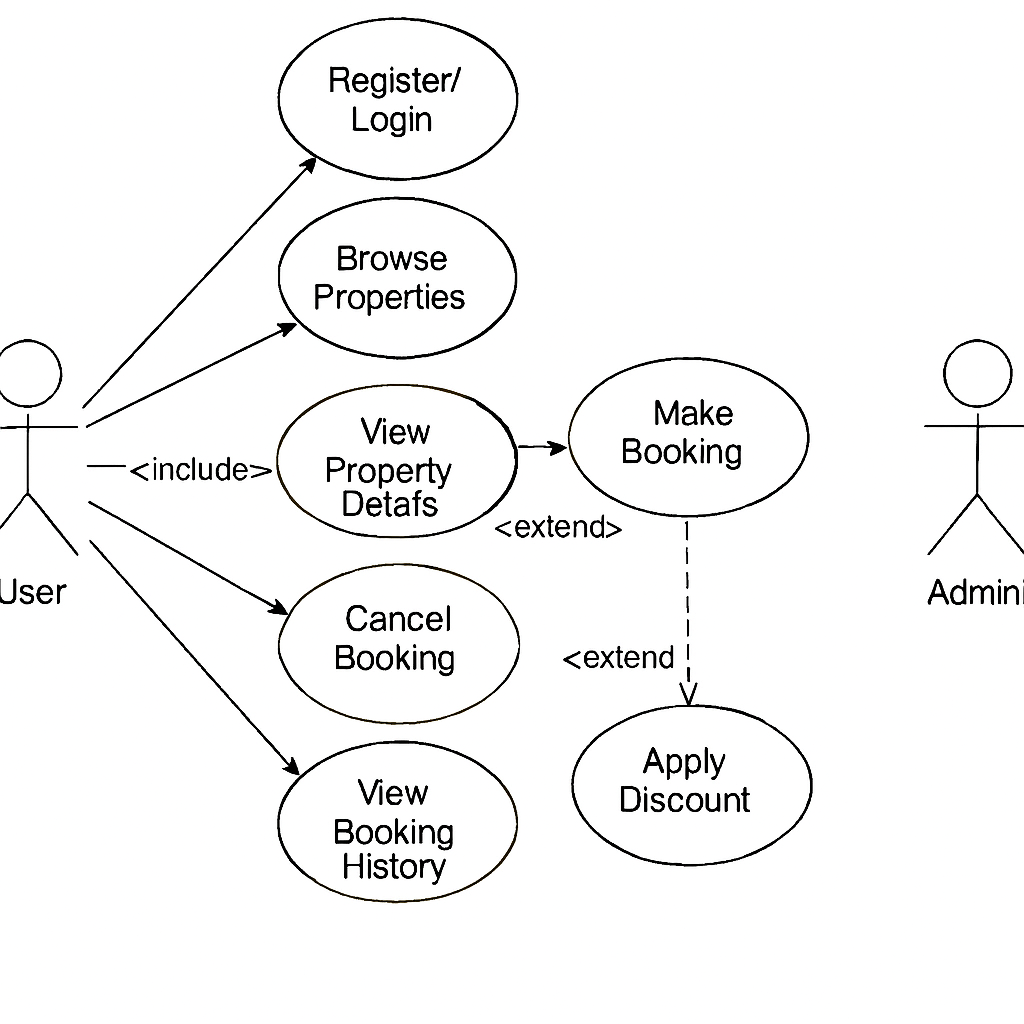 Register/
Login
Browse
Properties
View
Property
Detafs
<include>
Make
Booking
<extend>
User
Admini
Cancel
Booking
<extend
Apply
Discount
View
Booking
History